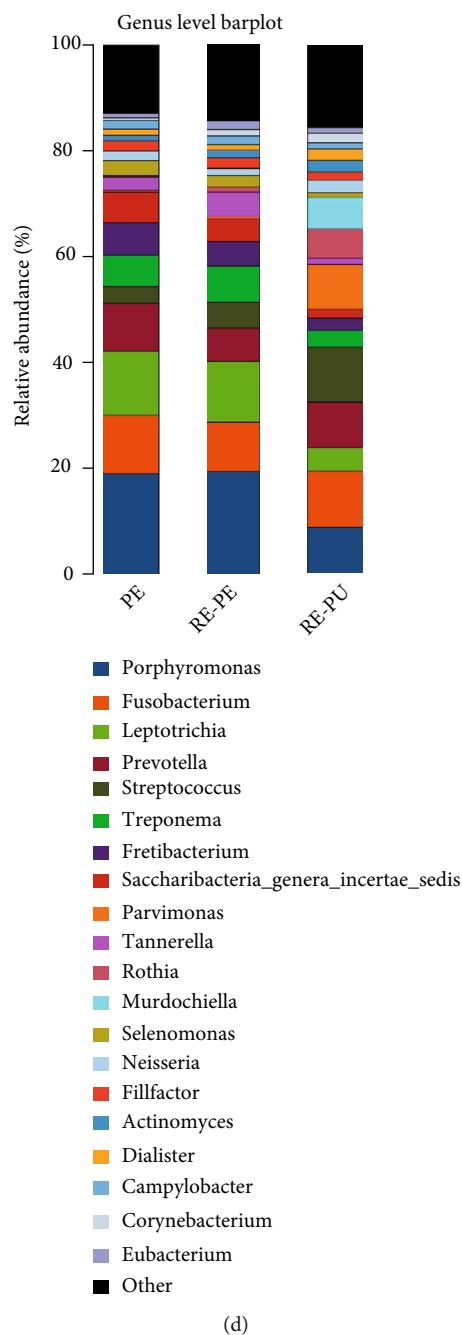 Genus level barplot
100
80
60
40
20
0
Relative abundance (%)
PE
RE-PE
RE-PU
Porphyromonas
Fusobacterium
Leptotrichia
Prevotella
Streptococcus
Treponema
Fretibacterium
Saccharibacteria_genera_incertae_sedis
Parvimonas
Tannerella
Rothia
Murdochiella
Selenomonas
Neisseria
Fillfactor
Actinomyces
Dialister
Campylobacter
Corynebacterium
Eubacterium
Other
(d)